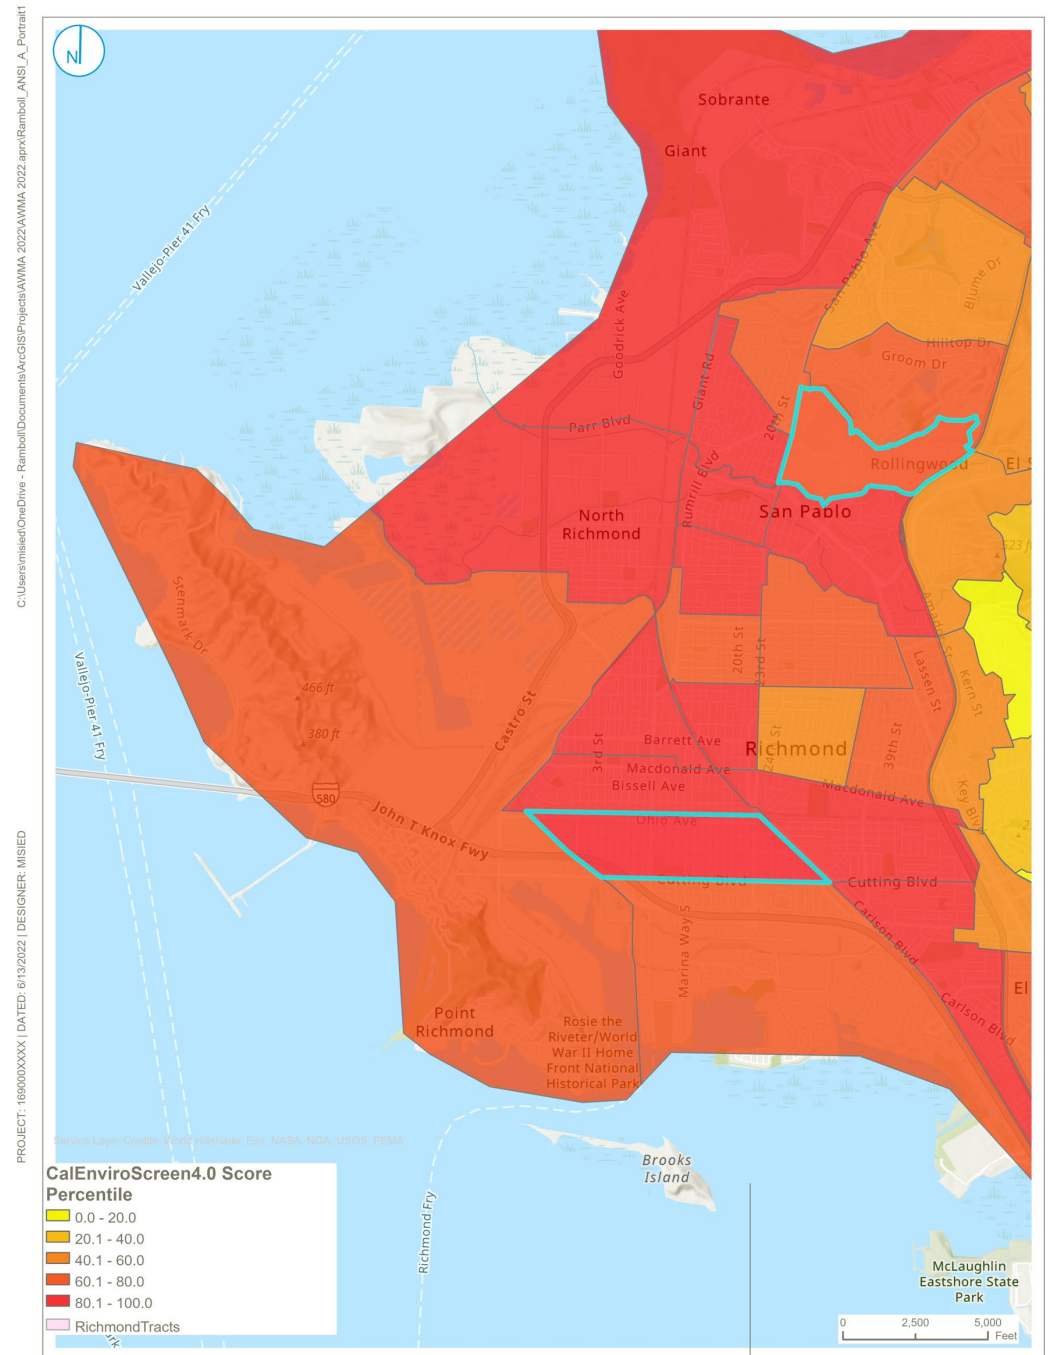 C:\Users\misied\OneDrive - Ramboll\Documents\ArcGIS\Projects\AWMA 2022\AWMA 2022.aprx\Ramboll_ANSI_A_Portrait1
N
Sobrante
Giant
Vallejo-Pier 41 Fry
San Pablo Ave
Blume Dr
Goodrick Ave
Hilltop Dr
Groom Dr
Giant Rd
20th St
Parr Blvd
Rollingwood
El S
Rumrill Blvd
San Pablo
North
Richmond
523 ft
Stenmark Dr
Amador St
20th St
23rd St
Lassen St
Kern St
Vallejo-Pier 41 Fry
466 ft
380 ft
Castro St
3rd St
Barrett Ave
Richmond
24th St
39th St
Macdonald Ave
Bissell Ave
Macdonald Ave
Key Blvd
580
John T Knox Fwy
Ohio Ave
Cutting Blvd
Cutting Blvd
Carlson Blvd
Marina Way S
El
Point
Richmond
Rosie the
Riveter/World
War II Home
Front National
Historical Park
Carlson Blvd
PROJECT: 169000XXXX | DATED: 6/13/2022 | DESIGNER: MISIED
Service Layer Credits: World Hillshade: Esri, NASA, NGA, USGS, FEMA
Brooks
Island
Richmond Fry
CalEnviroScreen4.0 Score
Percentile
0.0 - 20.0
20.1 - 40.0
40.1 - 60.0
60.1 - 80.0
80.1 - 100.0
RichmondTracts
McLaughlin
Eastshore State
Park
0 2,500 5,000
Feet